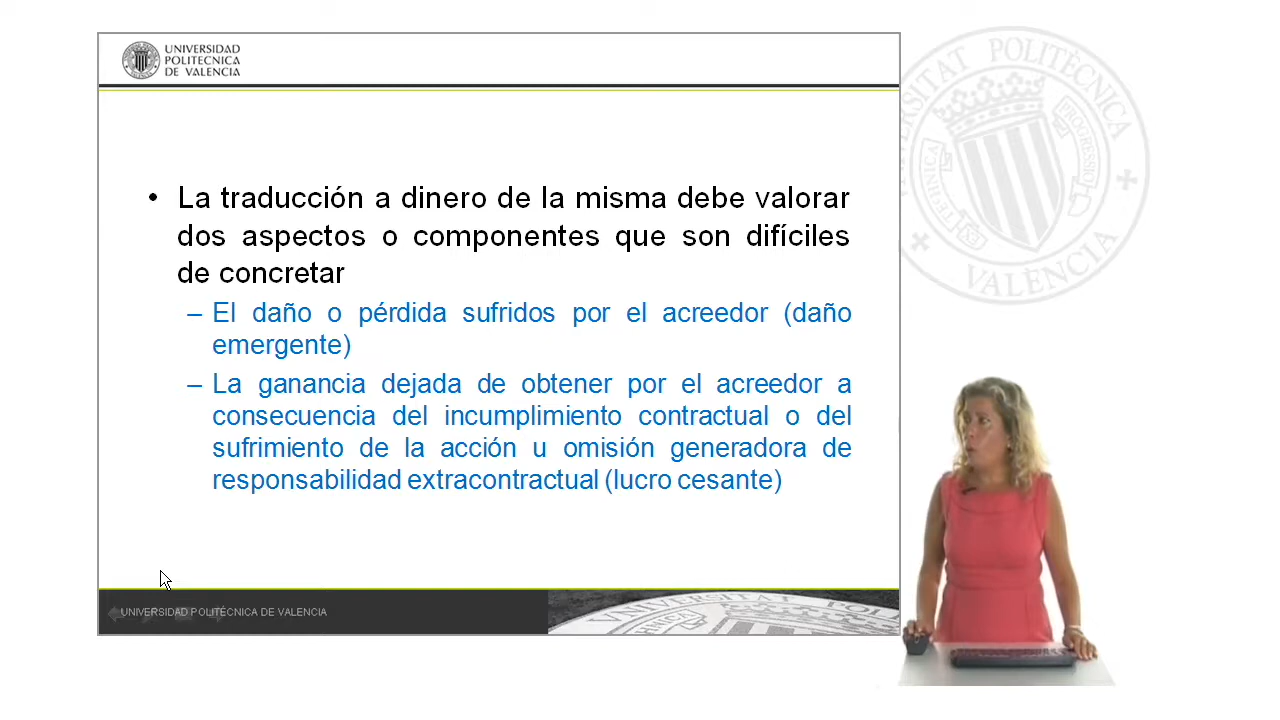 UNIVERSIDAD
POLITECNICA
DE VALENCIA
• La traducción a dinero de la misma debe valorar
dos aspectos o componentes que son difíciles
de concretar
– El daño o pérdida sufridos por el acreedor (daño
emergente)
– La ganancia dejada de obtener por el acreedor a
consecuencia del incumplimiento contractual o del
sufrimiento de la acción u omisión generadora de
responsabilidad extracontractual (lucro cesante)
UNIVERSIDAD POLITÉCNICA DE VALENCIA
UNIVERSITAT POLITÈCNICA
VALÈNCIA